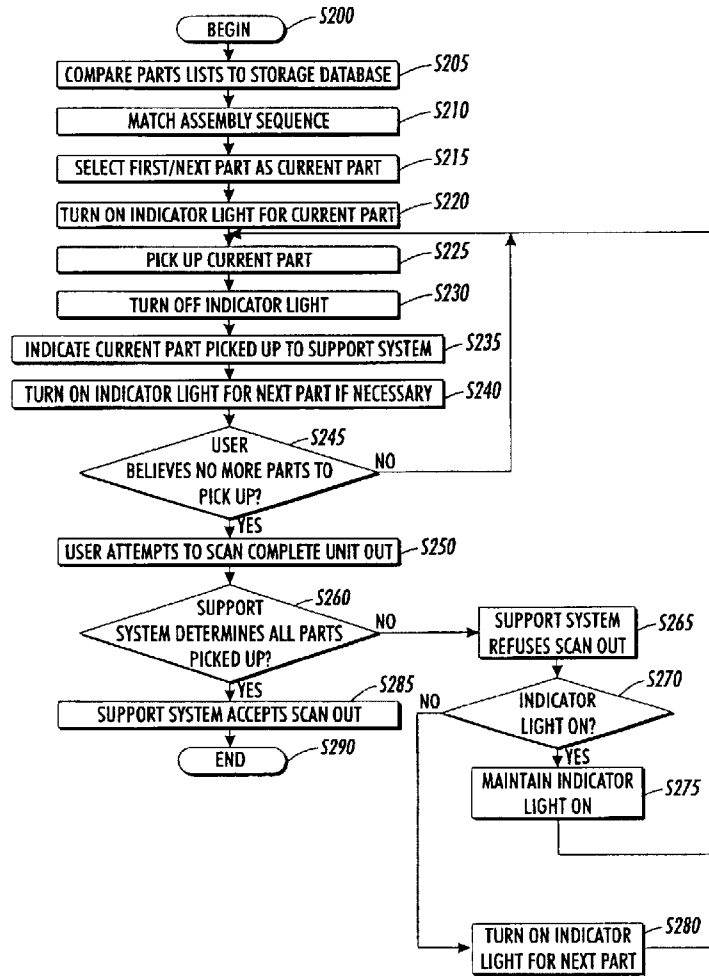 BEGIN
S200
COMPARE PARTS LISTS TO STORAGE DATABASE
S205
MATCH ASSEMBLY SEQUENCE
S210
SELECT FIRST/NEXT PART AS CURRENT PART
S215
TURN ON INDICATOR LIGHT FOR CURRENT PART
S220
PICK UP CURRENT PART
S225
TURN OFF INDICATOR LIGHT
S230
INDICATE CURRENT PART PICKED UP TO SUPPORT SYSTEM
S235
TURN ON INDICATOR LIGHT FOR NEXT PART IF NECESSARY
S240
S245
USER
BELIEVES NO MORE PARTS TO
PICK UP?
NO
YES
USER ATTEMPTS TO SCAN COMPLETE UNIT OUT
S250
S260
SUPPORT
SYSTEM DETERMINES ALL PARTS
PICKED UP?
NO
YES
SUPPORT SYSTEM
REFUSES SCAN OUT
S265
S270
INDICATOR
LIGHT ON?
NO
YES
S285
SUPPORT SYSTEM ACCEPTS SCAN OUT
END
S290
MAINTAIN INDICATOR
LIGHT ON
S275
TURN ON INDICATOR
LIGHT FOR NEXT PART
S280